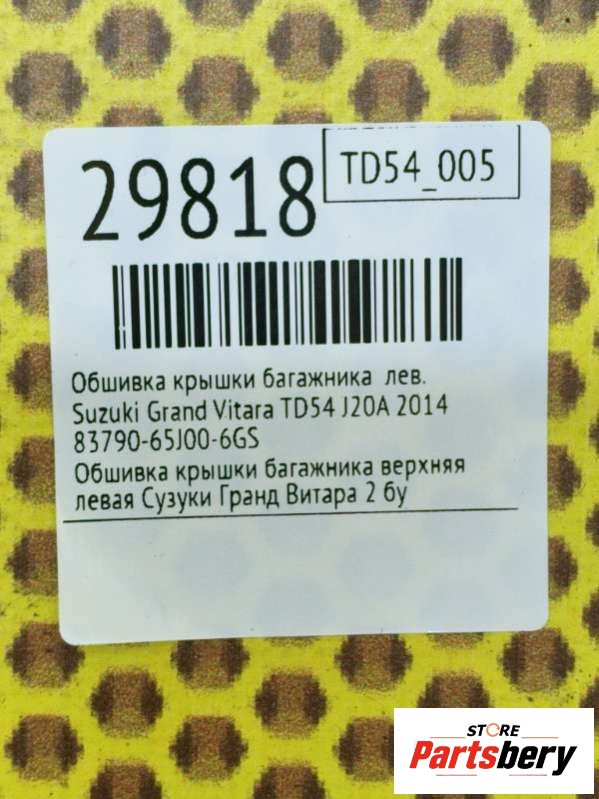 29818
TD54_005
Обшивка крышки багажника лев.
Suzuki Grand Vitara TD54 J20A 2014
83790-65J00-6GS
Обшивка крышки багажника верхняя
левая Сузуки Гранд Витара 2 бу
STORE
Partsbery